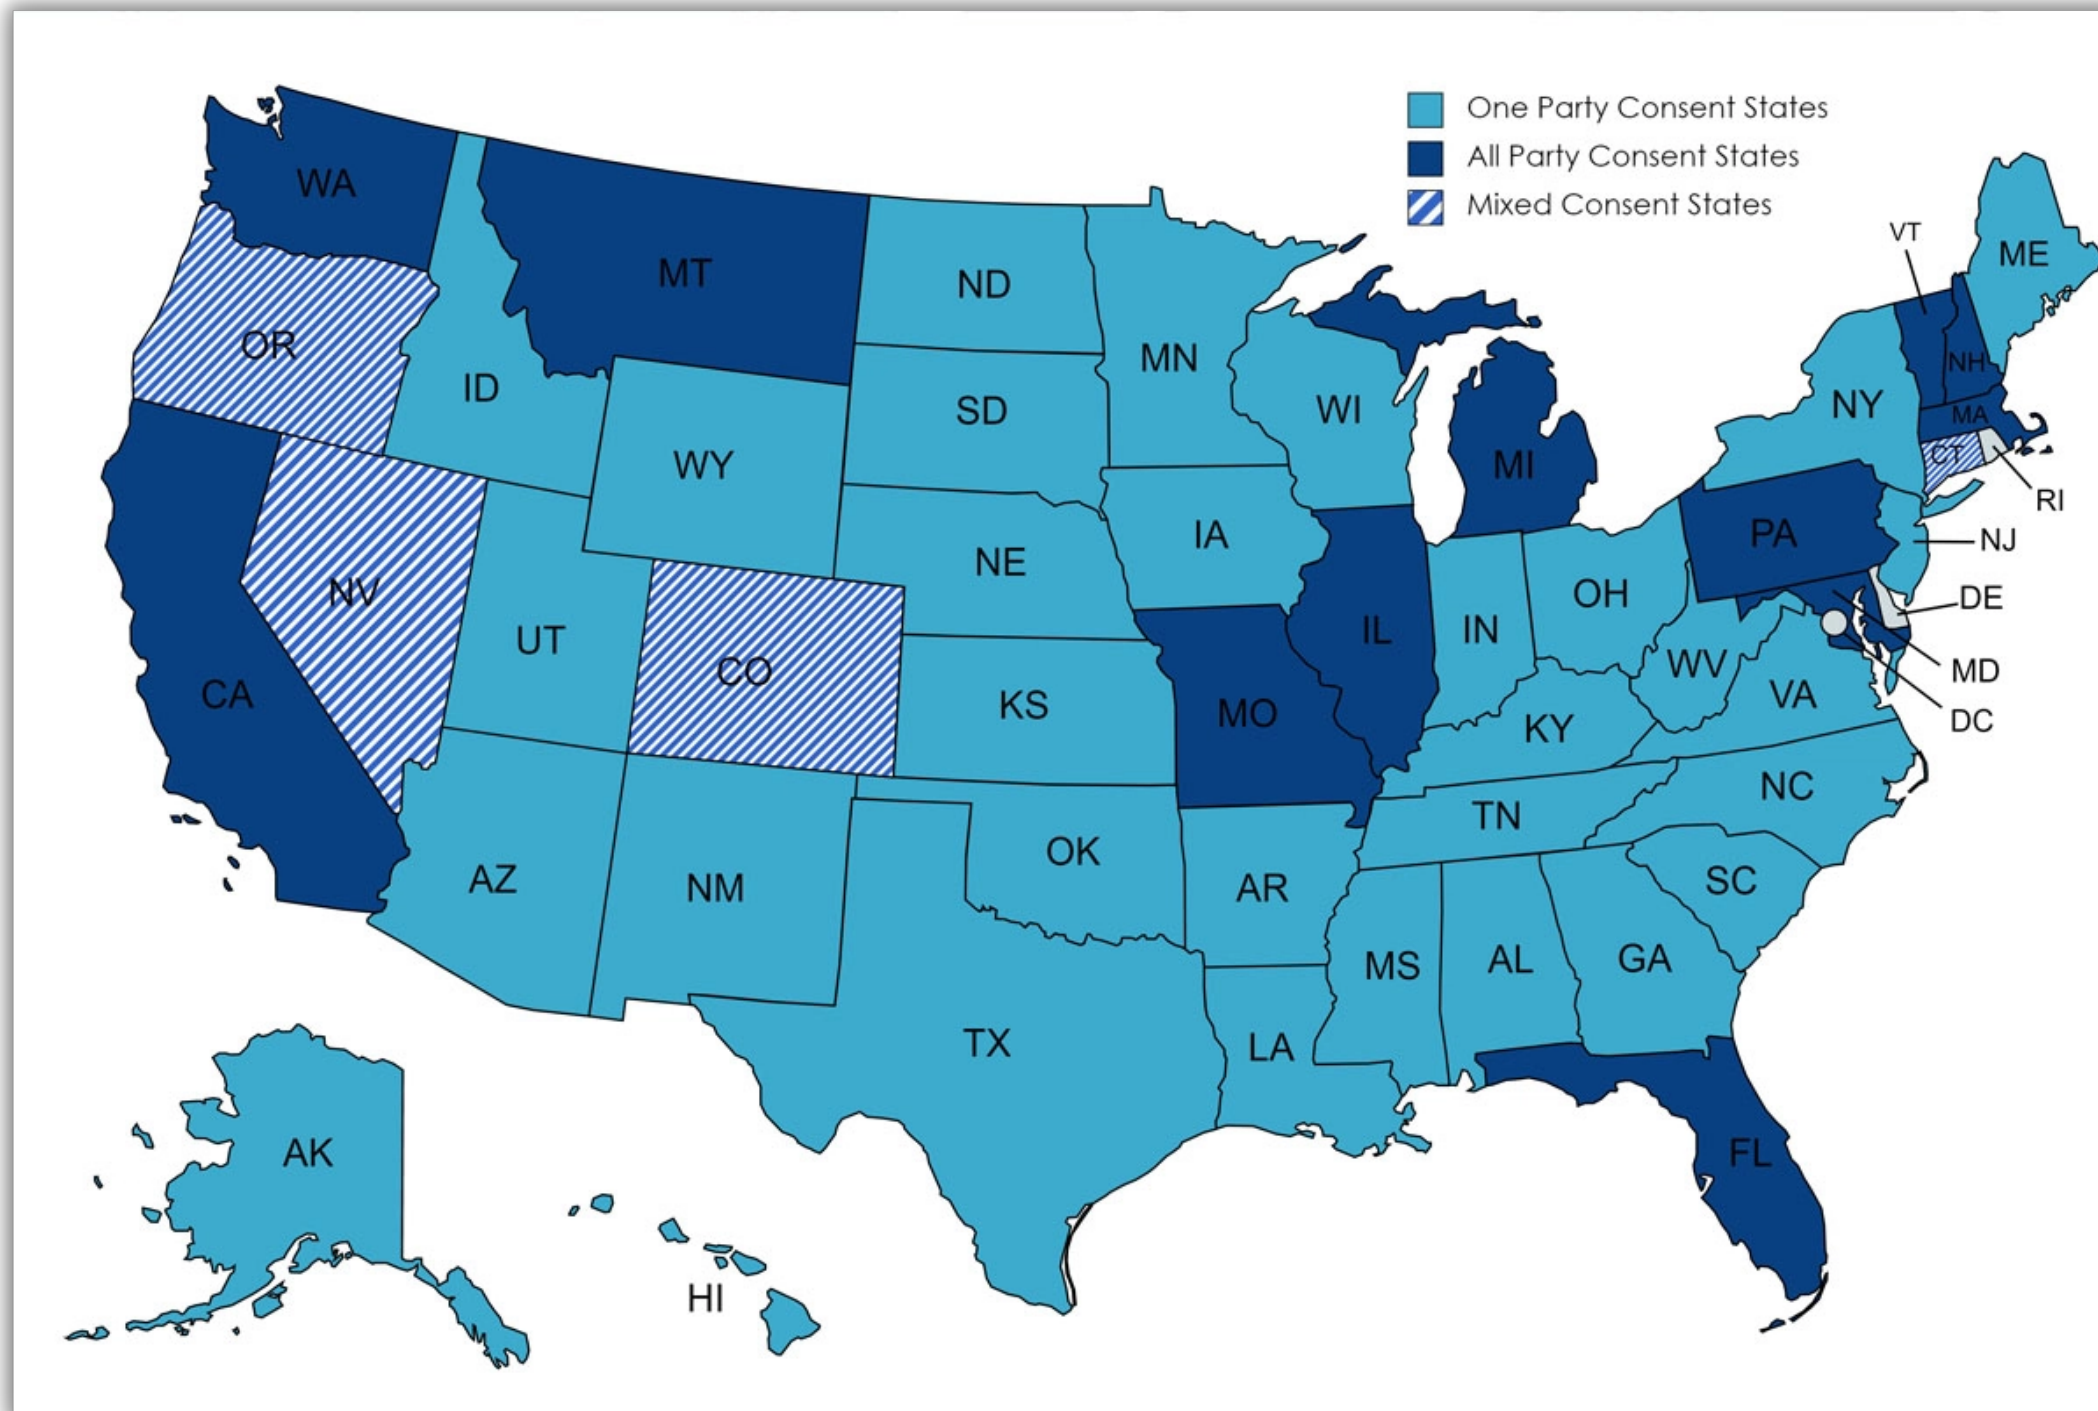 One Party Consent States
All Party Consent States
Mixed Consent States
WA
MT
ND
MN
VT
ME
OR
ID
SD
WI
NH
NY
MA
WY
MI
CT
RI
IA
PA
NJ
NE
NV
OH
DE
UT
IL
IN
CO
WV
MD
CA
KS
MO
KY
VA
DC
NC
TN
AZ
NM
OK
AR
SC
MS
AL
GA
TX
LA
AK
FL
HI